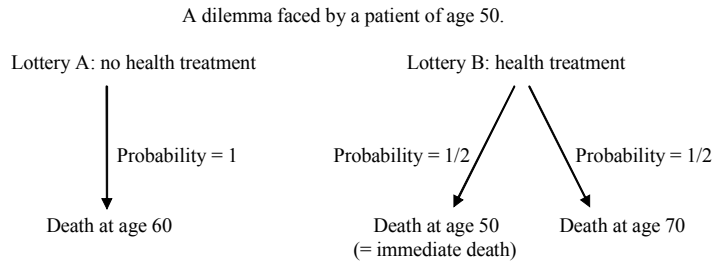 A dilemma faced by a patient of age 50.
Lottery A: no health treatment
Lottery B: health treatment
Probability = 1
Probability = 1/2
Probability = 1/2
Death at age 60
Death at age 50
(= immediate death)
Death at age 70